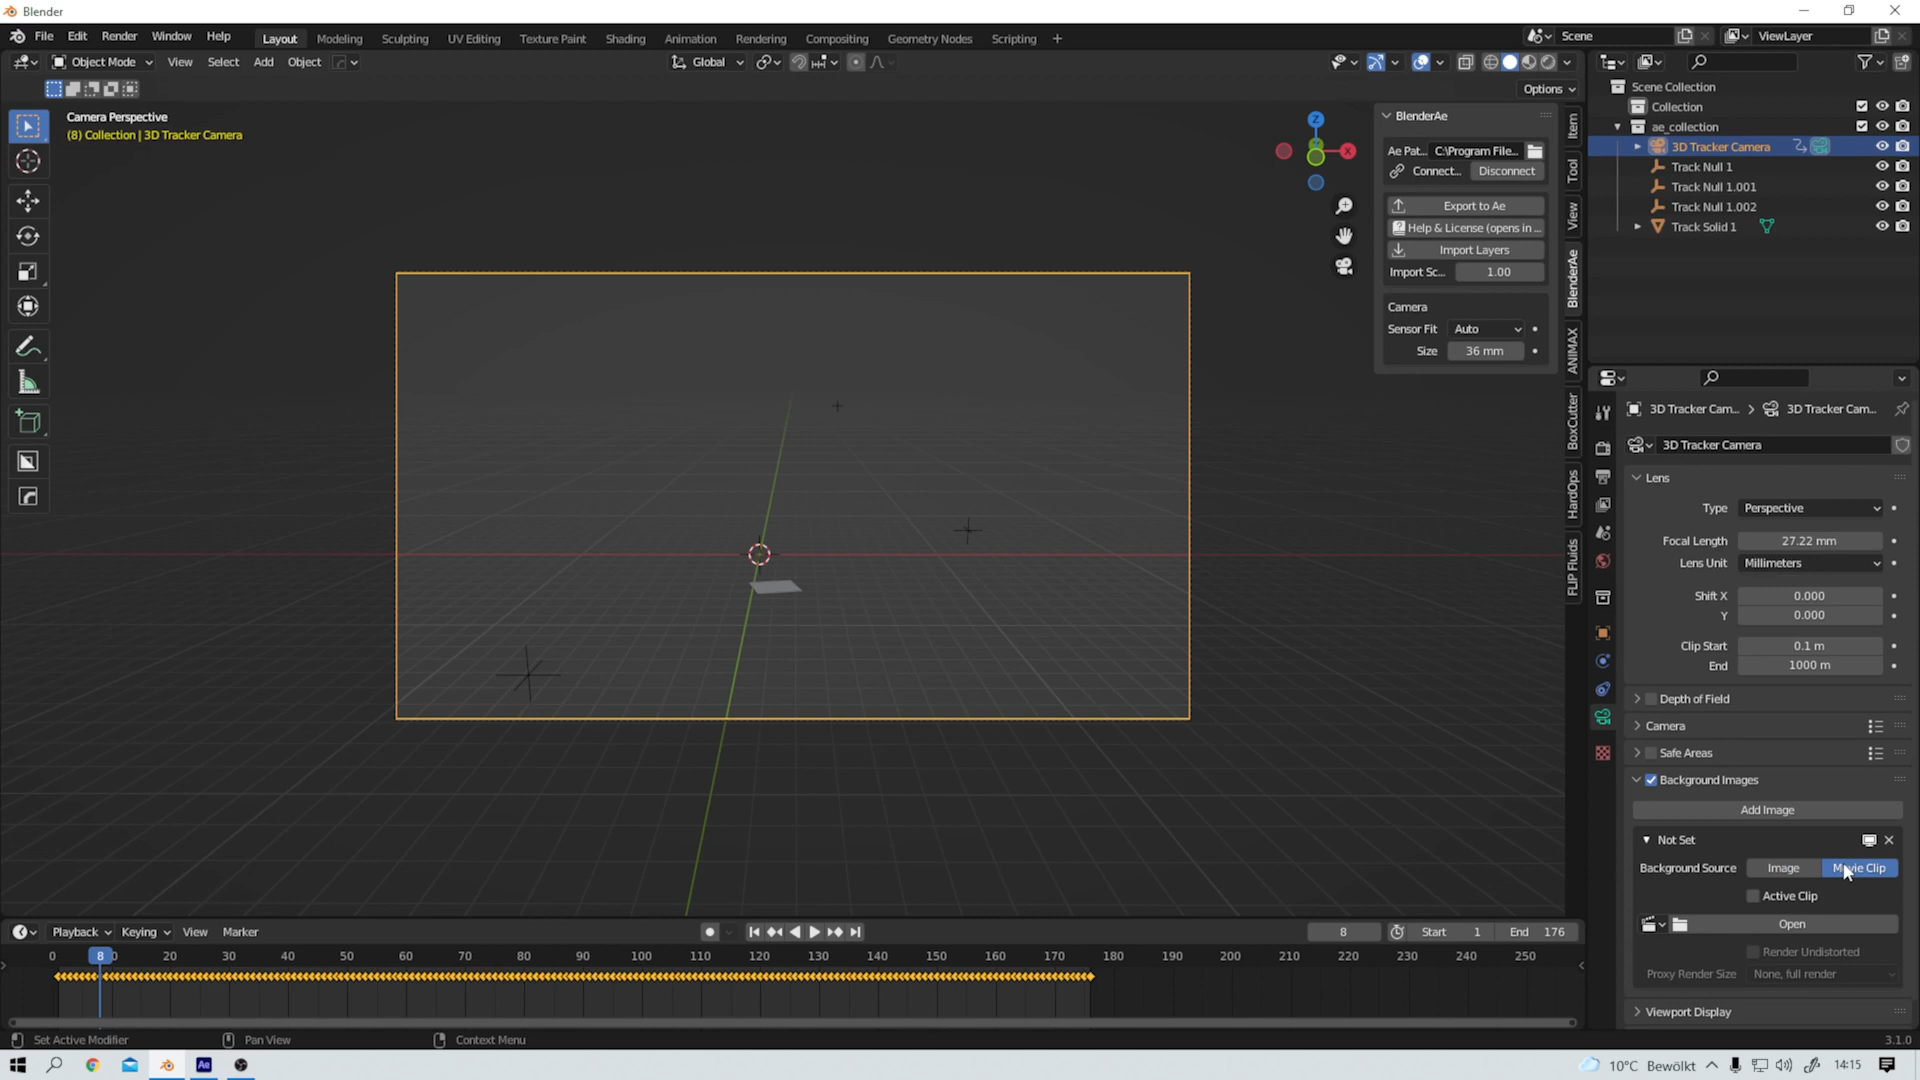 Blender
File Edit Render Window Help
Layout Modeling Sculpting UV Editing Texture Paint Shading Animation Rendering Compositing Geometry Nodes Scripting +
Scene
ViewLayer
Object Mode View Select Add Object
Global
Options
Camera Perspective
(8) Collection | 3D Tracker Camera
Z
X
BlenderAe
Ae Pat... C:\Program File...
Connect... Disconnect
Export to Ae
Help & License (opens in ...
Import Layers
Import Sc... 1.00
Camera
Sensor Fit Auto
Size 36 mm
Item
Tool
View
BlenderAe
ANIMAX
BoxCutter
HardOps
FLIP Fluids
Scene Collection
Collection
ae_collection
3D Tracker Camera
Track Null 1
Track Null 1.001
Track Null 1.002
Track Solid 1
3D Tracker Cam... 3D Tracker Cam...
3D Tracker Camera
Lens
Type Perspective
Focal Length 27.22 mm
Lens Unit Millimeters
Shift X 0.000
Y 0.000
Clip Start 0.1 m
End 1000 m
Depth of Field
Camera
Safe Areas
Background Images
Add Image
Not Set
Background Source Image Movie Clip
Active Clip
Open
Render Undistorted
Proxy Render Size None, full render
Viewport Display
Playback Keying View Marker
8 Start 1 End 176
0 8 20 30 40 50 60 70 80 90 100 110 120 130 140 150 160 170 180 190 200 210 220 230 240 250
Set Active Modifier Pan View Context Menu
3.1.0
Ae
10°C Bewölkt
14:15